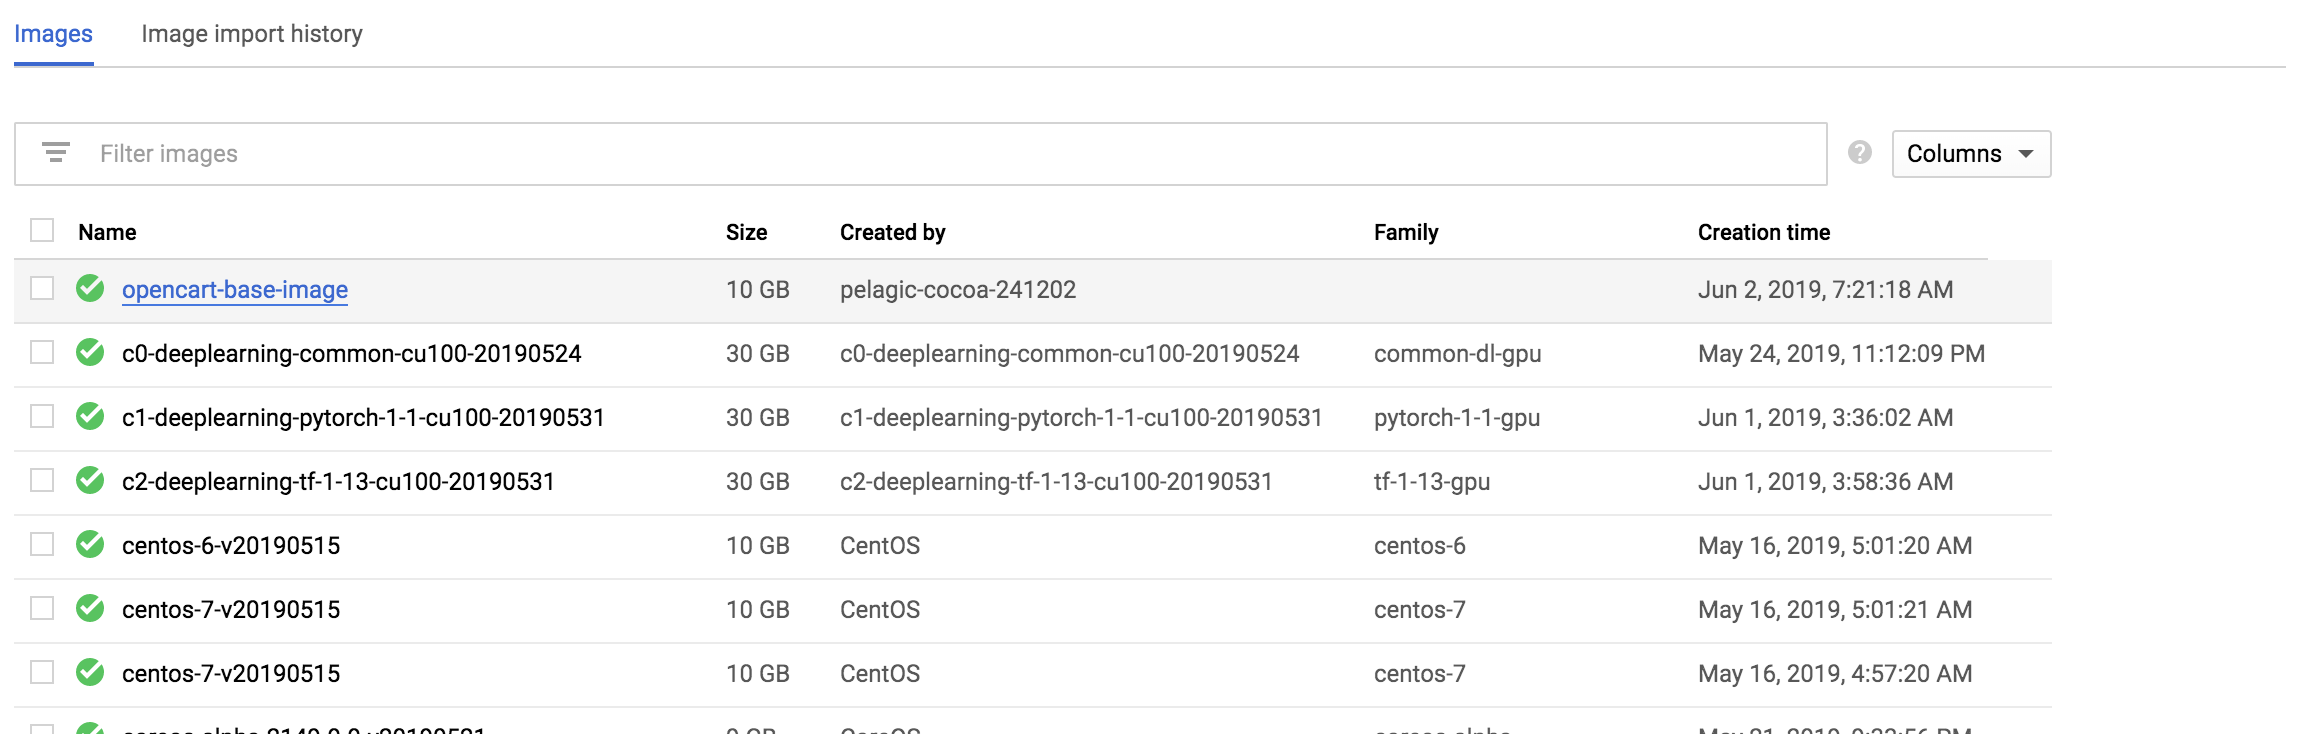 Images Image import history
Filter images
Columns
Name Size Created by Family Creation time
opencart-base-image 10 GB pelagic-cocoa-241202 Jun 2, 2019, 7:21:18 AM
c0-deeplearning-common-cu100-20190524 30 GB c0-deeplearning-common-cu100-20190524 common-dl-gpu May 24, 2019, 11:12:09 PM
c1-deeplearning-pytorch-1-1-cu100-20190531 30 GB c1-deeplearning-pytorch-1-1-cu100-20190531 pytorch-1-1-gpu Jun 1, 2019, 3:36:02 AM
c2-deeplearning-tf-1-13-cu100-20190531 30 GB c2-deeplearning-tf-1-13-cu100-20190531 tf-1-13-gpu Jun 1, 2019, 3:58:36 AM
centos-6-v20190515 10 GB CentOS centos-6 May 16, 2019, 5:01:20 AM
centos-7-v20190515 10 GB CentOS centos-7 May 16, 2019, 5:01:21 AM
centos-7-v20190515 10 GB CentOS centos-7 May 16, 2019, 4:57:20 AM